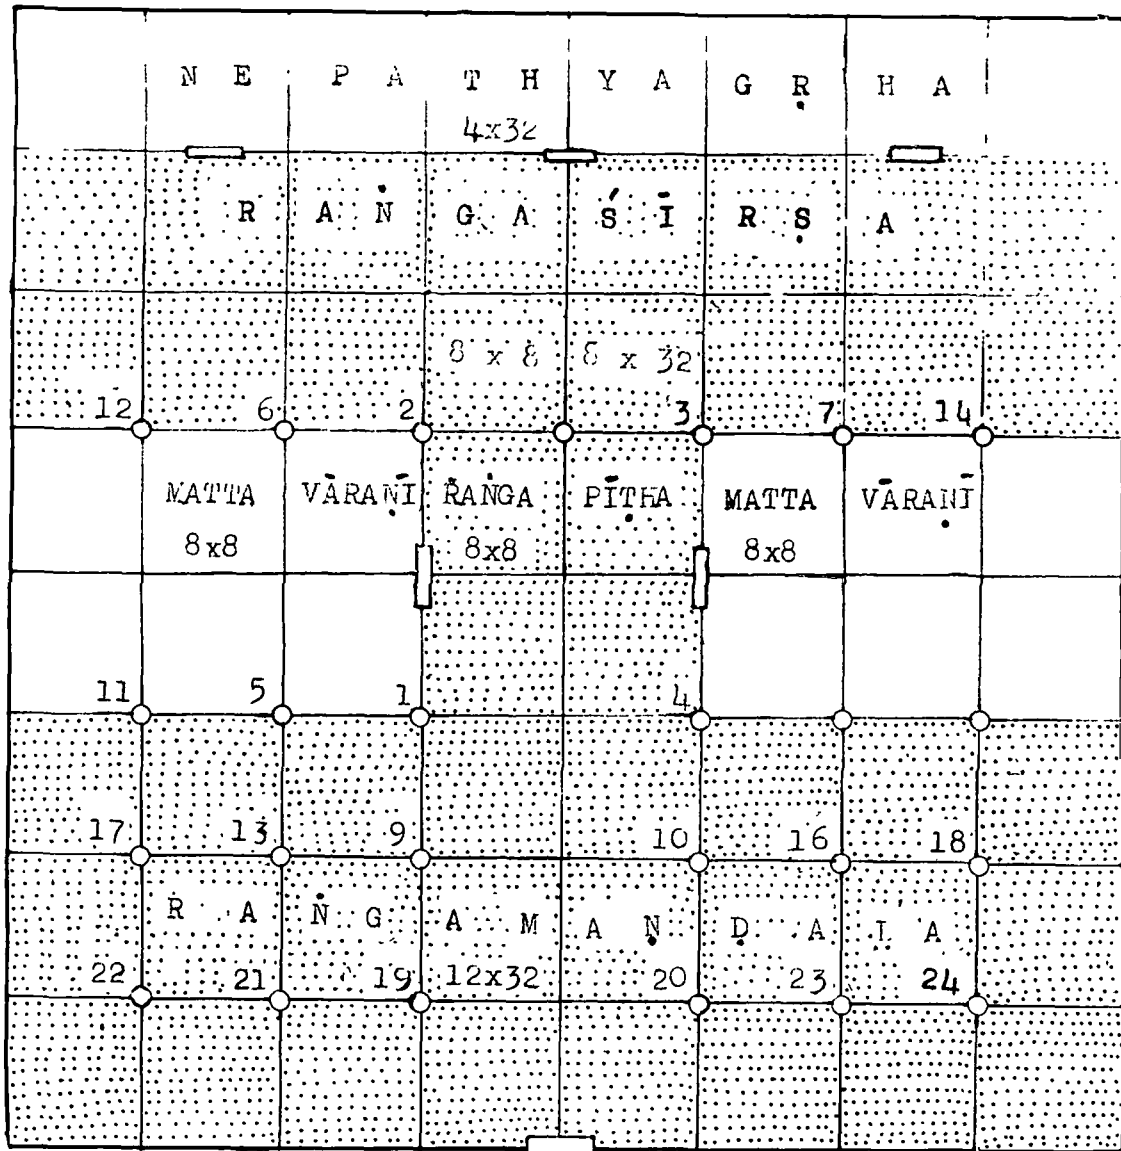 N E P A T H Y A G Ṛ H A
4x32
R A Ṅ G A Ś Ī R Ṣ A
8 x 8 8 x 32
12 6 2 3 7 14
MATTA VĀRAṆĪ RAṄGA PĪṬHA MATTA VĀRAṆĪ
8x8 8x8 8x8
11 5 1 4
17 13 9 10 16 18
R A Ṅ G A M A Ṇ Ḍ A L A
22 21 19 12x32 20 23 24